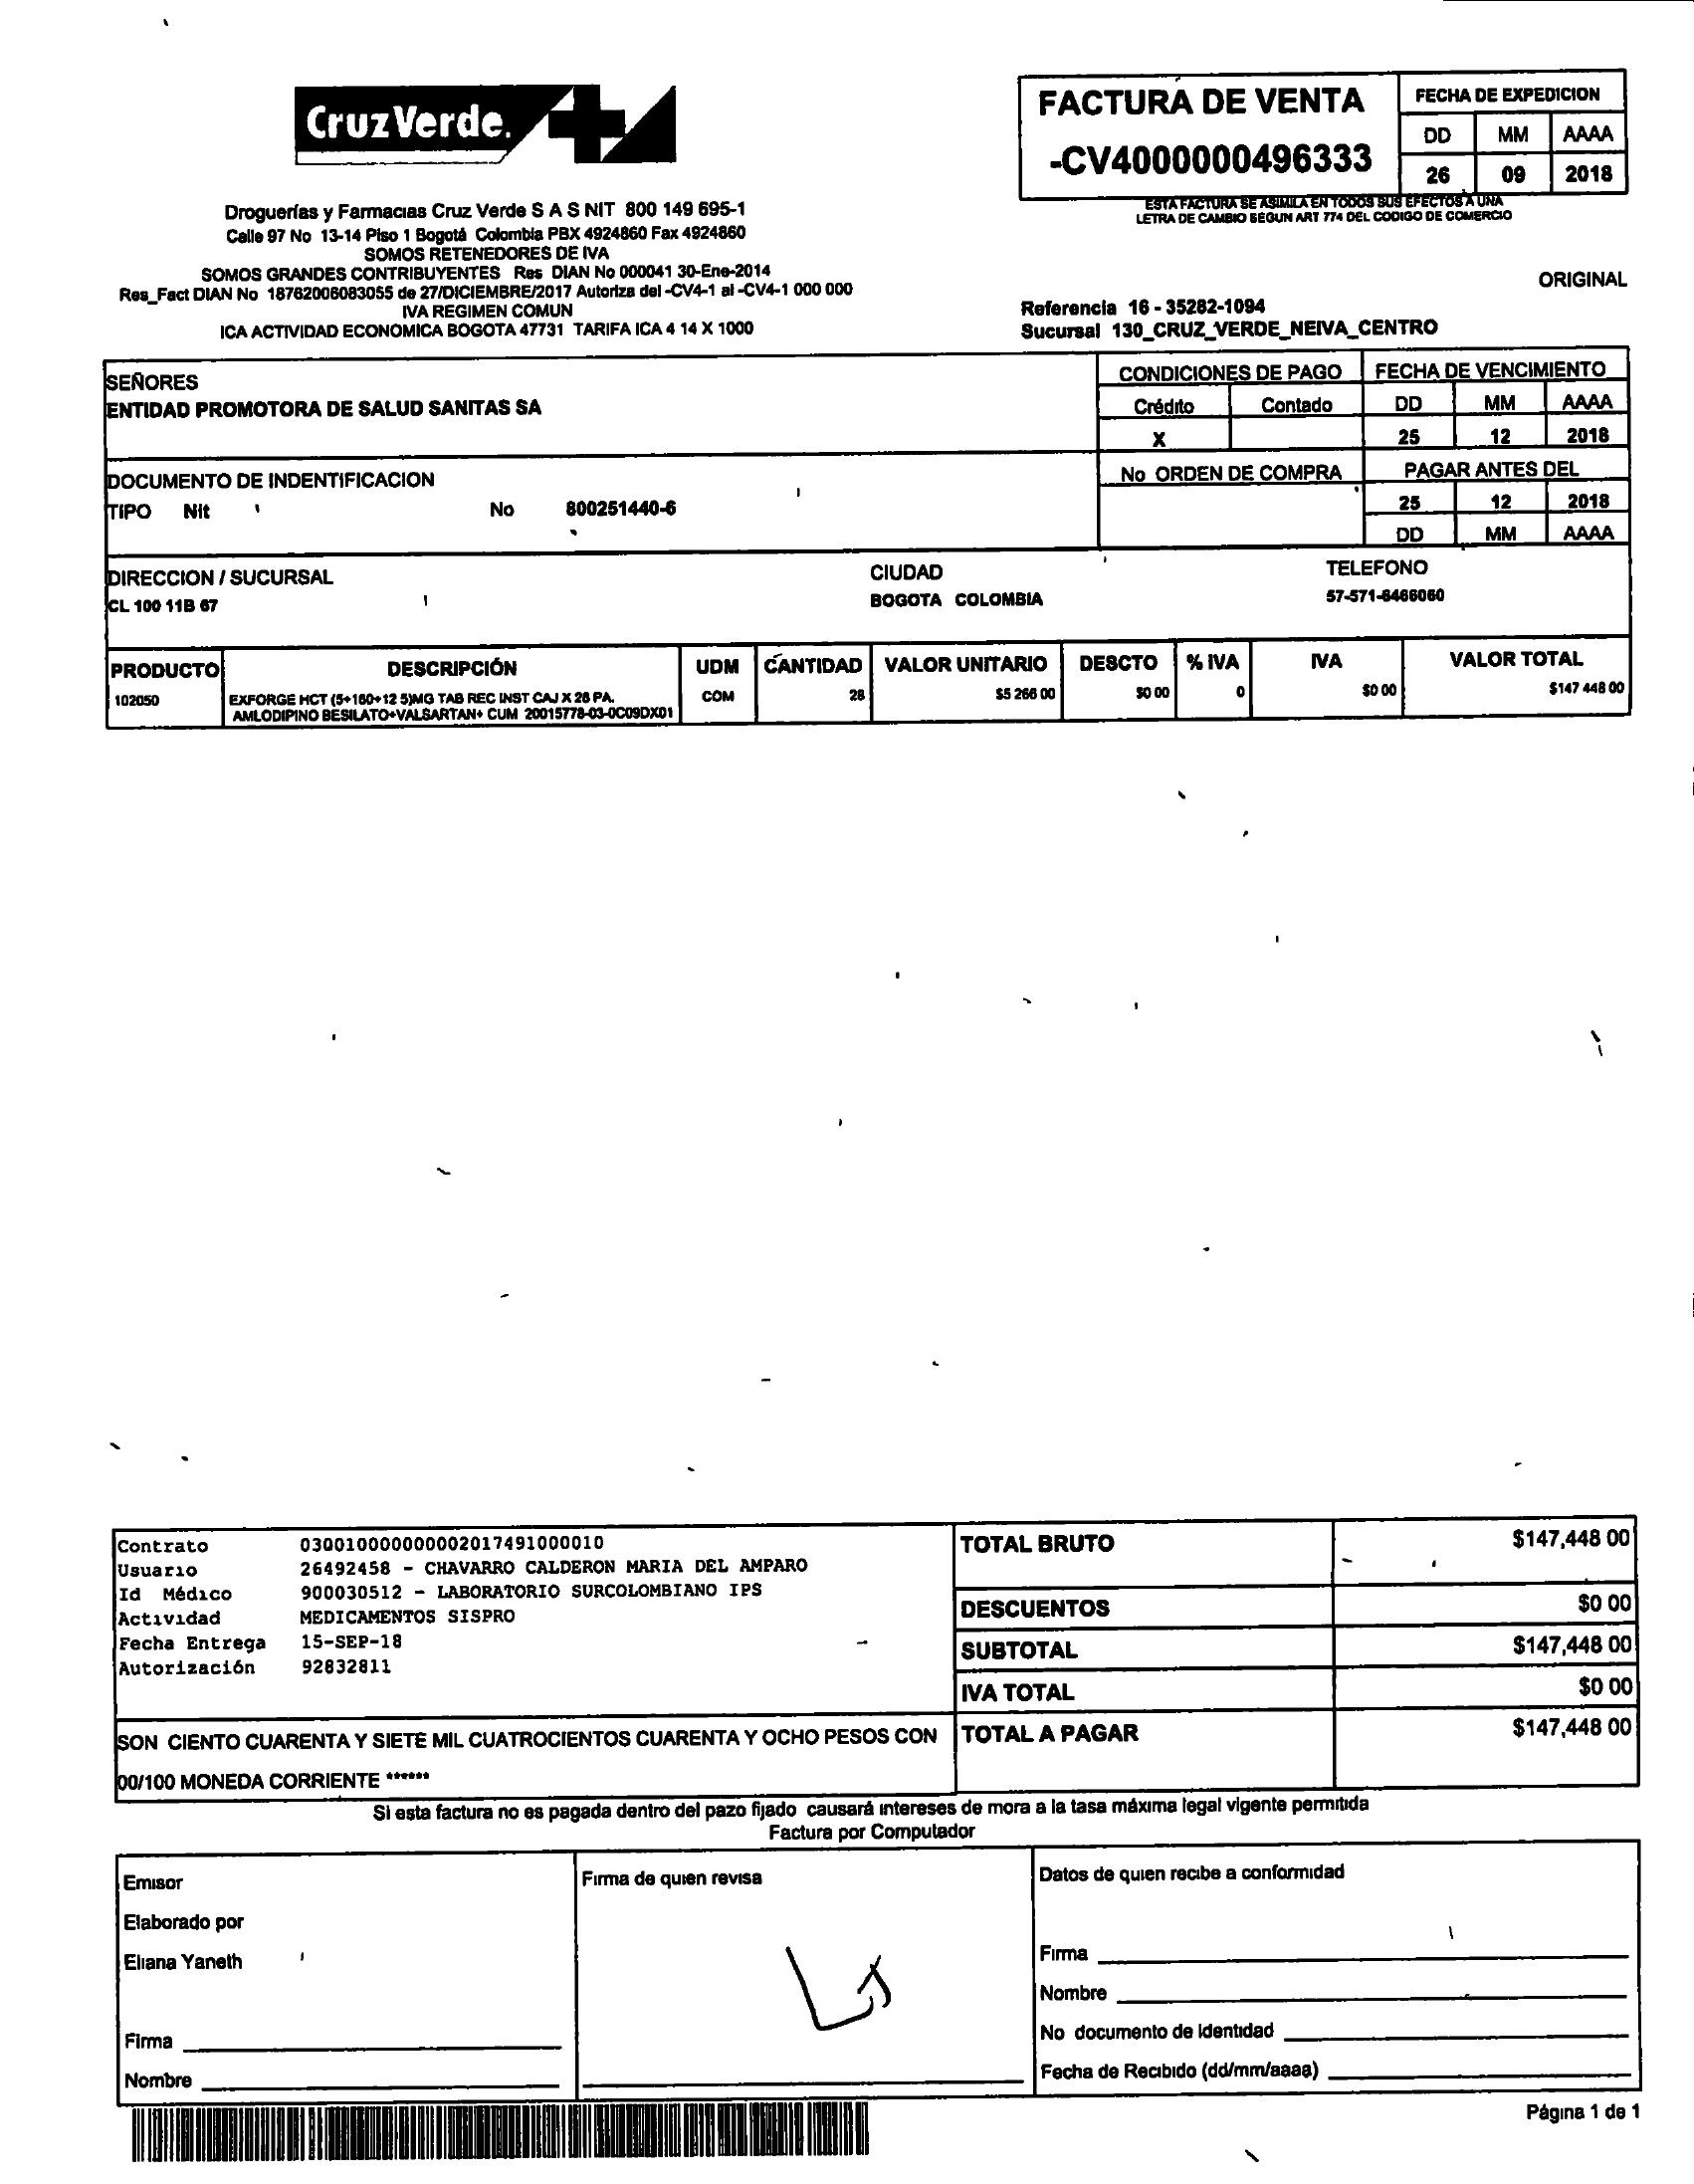 CruzVerde.
Droguerías y Farmacias Cruz Verde S A S NIT 800 149 695-1
Calle 97 No 13-14 Piso 1 Bogotá Colombia PBX 4924860 Fax 4924860
SOMOS RETENEDORES DE IVA
SOMOS GRANDES CONTRIBUYENTES Res DIAN No 000041 30-Ene-2014
Res_Fact DIAN No 18762006083055 de 27/DICIEMBRE/2017 Autoriza del -CV4-1 al -CV4-1 000 000
IVA REGIMEN COMUN
ICA ACTIVIDAD ECONOMICA BOGOTA 47731 TARIFA ICA 4 14 X 1000
FACTURA DE VENTA
-CV4000000496333
FECHA DE EXPEDICION
DD MM AAAA
26 09 2018
ESTA FACTURA SE ASIMILA EN TODOS SUS EFECTOS A UNA
LETRA DE CAMBIO SEGUN ART 774 DEL CODIGO DE COMERCIO
ORIGINAL
Referencia 16 - 35282-1094
Sucursal 130_CRUZ_VERDE_NEIVA_CENTRO
SEÑORES
ENTIDAD PROMOTORA DE SALUD SANITAS SA
CONDICIONES DE PAGO
Crédito Contado
X
FECHA DE VENCIMIENTO
DD MM AAAA
25 12 2018
DOCUMENTO DE INDENTIFICACION
TIPO Nit No 800251440-6
No ORDEN DE COMPRA
PAGAR ANTES DEL
25 12 2018
DD MM AAAA
DIRECCION / SUCURSAL
CL 100 11B 67
CIUDAD
BOGOTA COLOMBIA
TELEFONO
57-571-6466060
PRODUCTO DESCRIPCIÓN UDM CANTIDAD VALOR UNITARIO DESCTO % IVA IVA VALOR TOTAL
102050 EXFORGE HCT (5+160+12 5)MG TAB REC INST CAJ X 28 PA. COM 28 $5 266 00 $0 00 0 $0 00 $147 448 00
AMLODIPINO BESILATO+VALSARTAN+ CUM 20015778-03-0C09DX01
Contrato 030010000000002017491000010
Usuario 26492458 - CHAVARRO CALDERON MARIA DEL AMPARO
Id Médico 900030512 - LABORATORIO SURCOLOMBIANO IPS
Actividad MEDICAMENTOS SISPRO
Fecha Entrega 15-SEP-18
Autorización 92832811
TOTAL BRUTO $147,448 00
DESCUENTOS $0 00
SUBTOTAL $147,448 00
IVA TOTAL $0 00
TOTAL A PAGAR $147,448 00
SON CIENTO CUARENTA Y SIETE MIL CUATROCIENTOS CUARENTA Y OCHO PESOS CON
00/100 MONEDA CORRIENTE ******
Si esta factura no es pagada dentro del pazo fijado causará intereses de mora a la tasa máxima legal vigente permitida
Factura por Computador
Emisor
Elaborado por
Eliana Yaneth
Firma
Nombre
Firma de quien revisa
Datos de quien recibe a conformidad
Firma
Nombre
No documento de identidad
Fecha de Recibido (dd/mm/aaaa)
Página 1 de 1